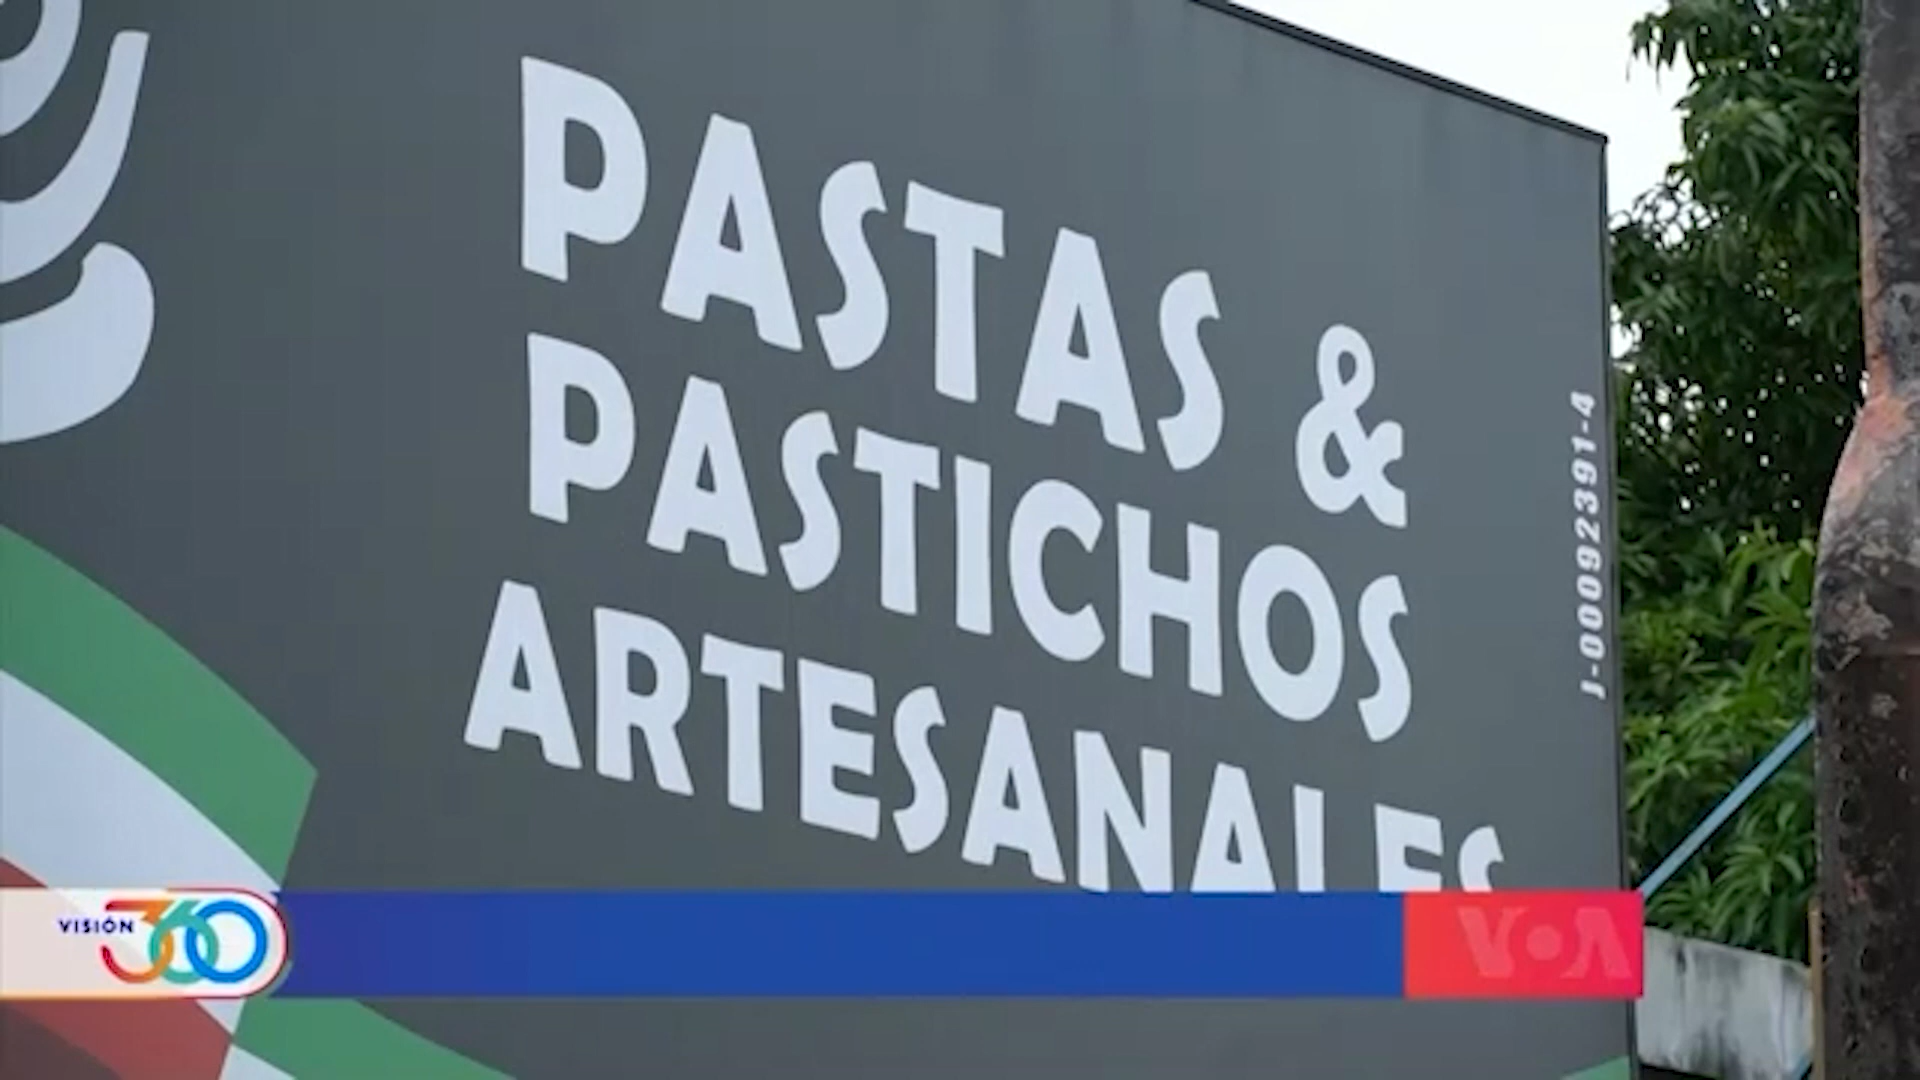 PASTAS &
PASTICHOS
ARTESANALES
J-00092391-4
VISIÓN 360
VOA